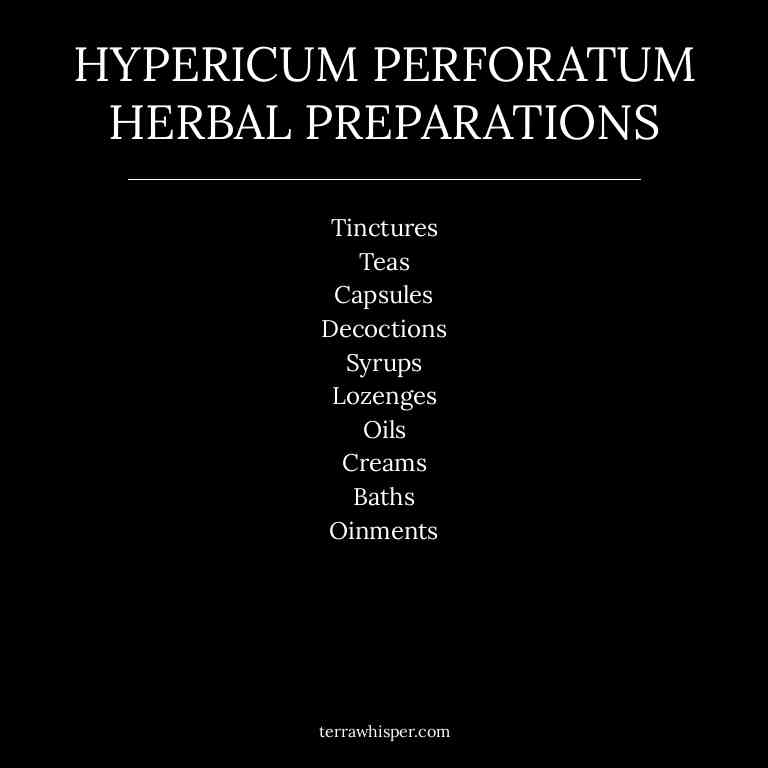 HYPERICUM PERFORATUM
HERBAL PREPARATIONS
Tinctures
Teas
Capsules
Decoctions
Syrups
Lozenges
Oils
Creams
Baths
Oinments
terrawhisper.com